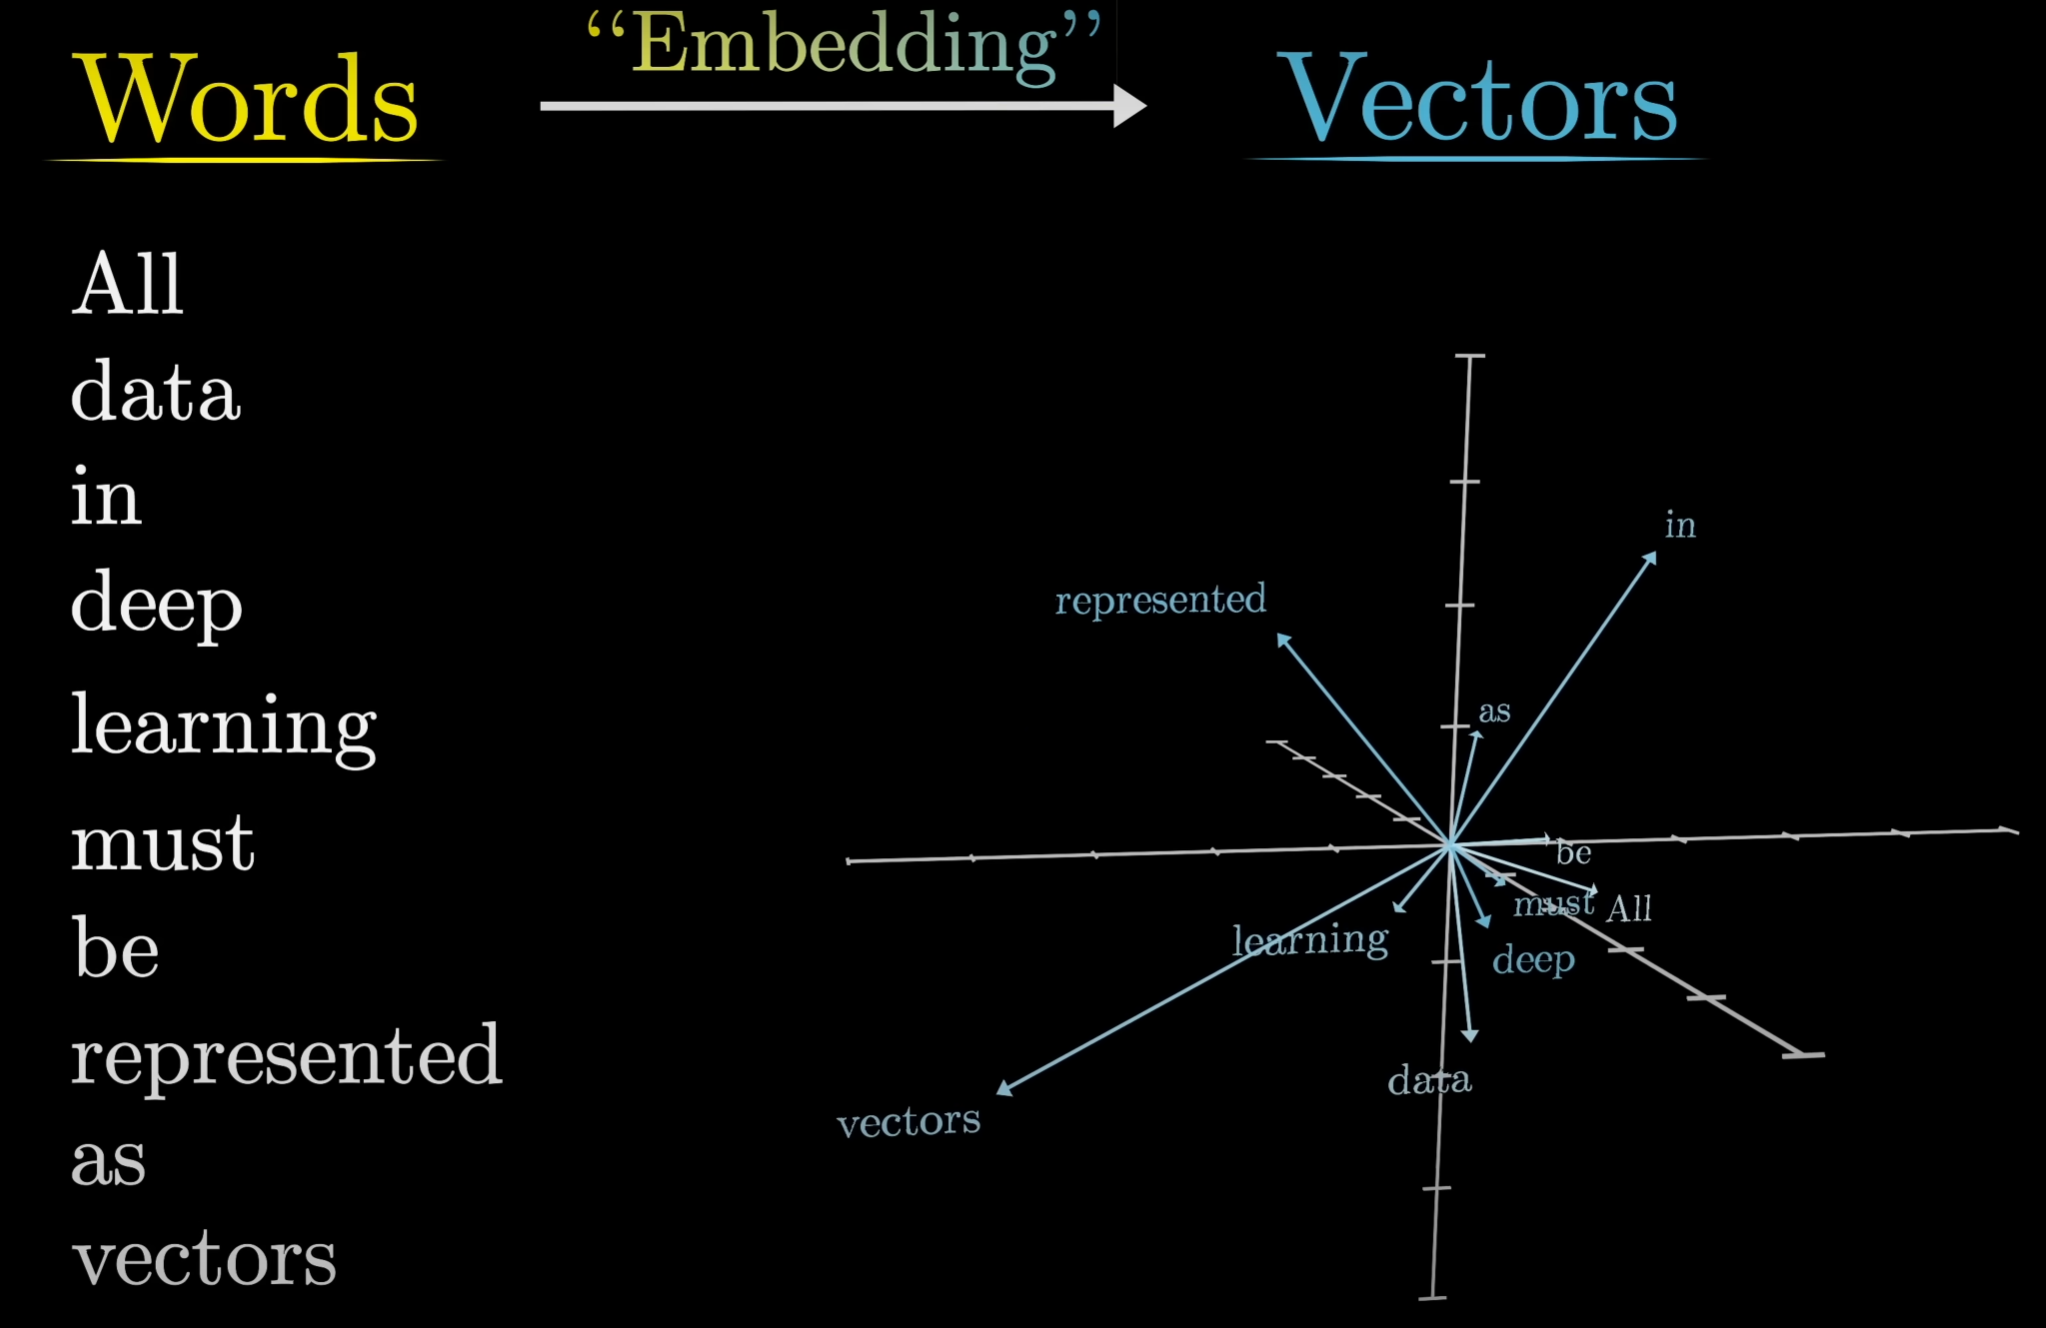 Words
“Embedding”
Vectors
All
data
in
deep
learning
must
be
represented
as
vectors
in
represented
as
be
must
All
learning
deep
data
vectors